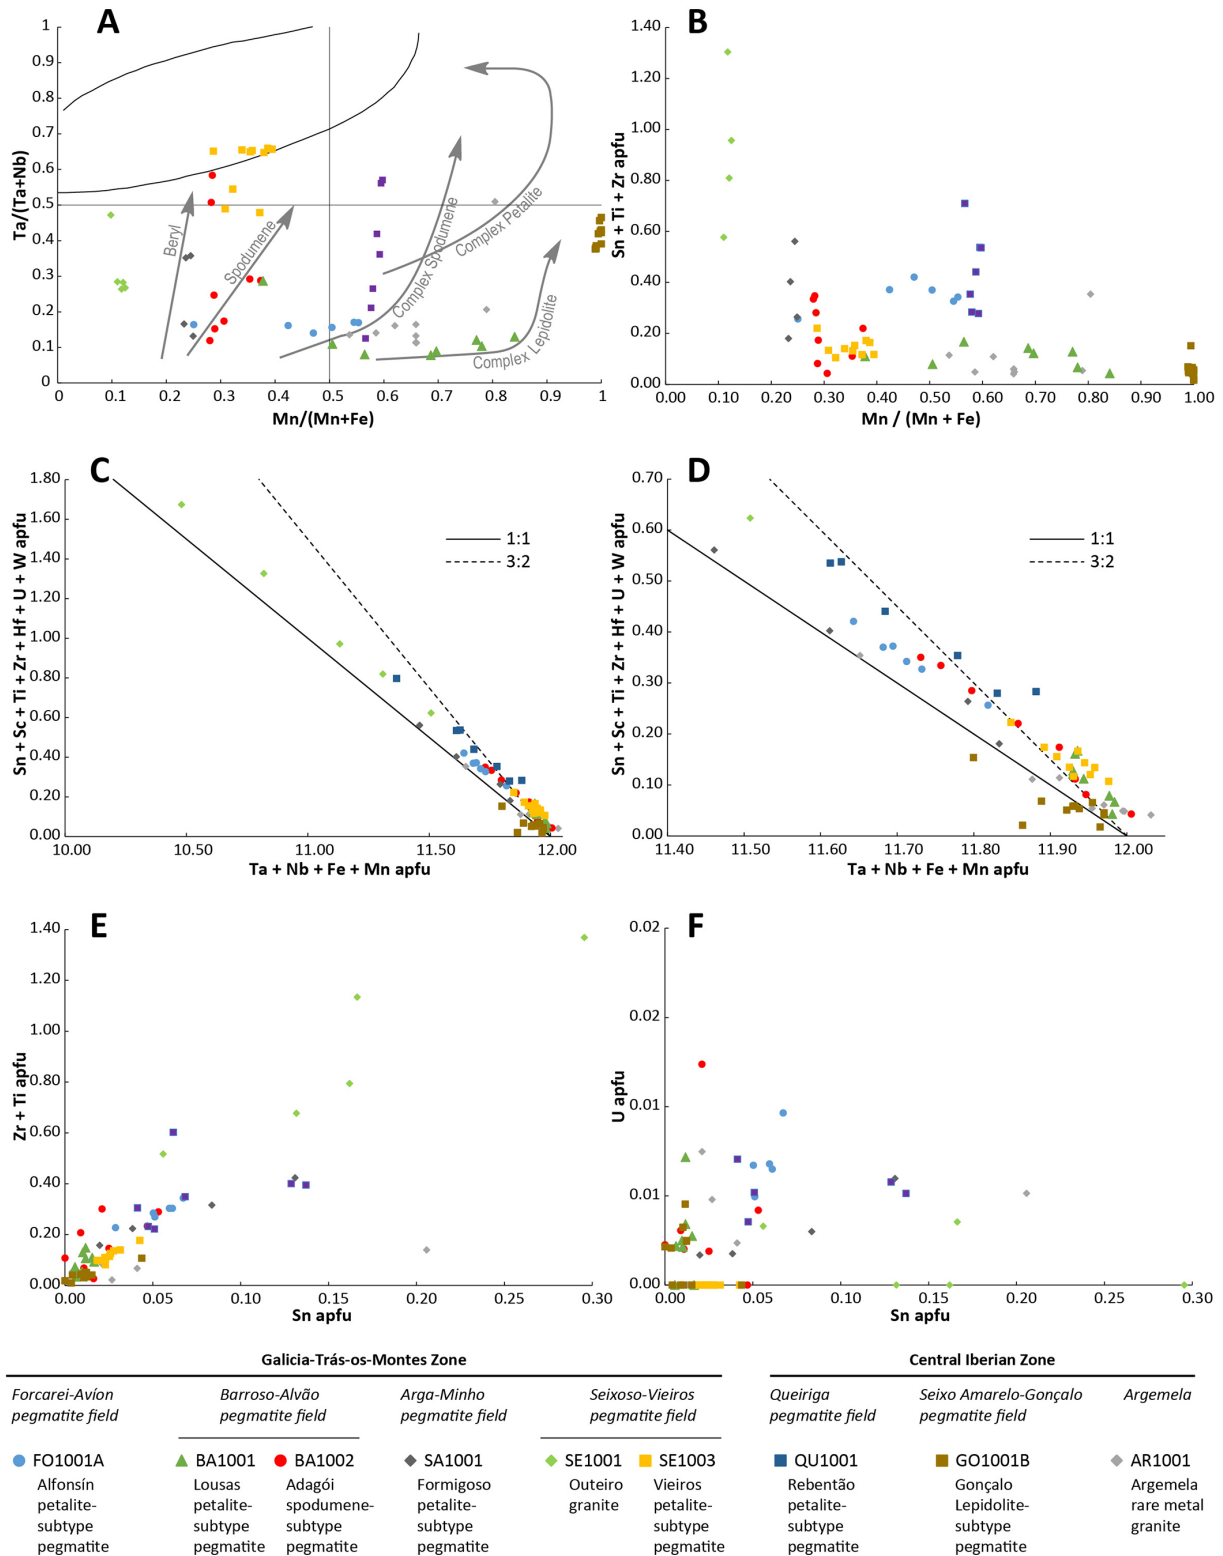 A
1
0.9
0.8
0.7
0.6
0.5
0.4
0.3
0.2
0.1
0
Ta/(Ta+Nb)
Beryl
Spodumene
Complex Spodumene
Complex Petalite
Complex Lepidolite
0 0.1 0.2 0.3 0.4 0.5 0.6 0.7 0.8 0.9 1
Mn/(Mn+Fe)
B
1.40
1.20
1.00
0.80
0.60
0.40
0.20
0.00
Sn + Ti + Zr apfu
0.00 0.10 0.20 0.30 0.40 0.50 0.60 0.70 0.80 0.90 1.00
Mn / (Mn + Fe)
C
1.80
1.60
1.40
1.20
1.00
0.80
0.60
0.40
0.20
0.00
Sn + Sc + Ti + Zr + Hf + U + W apfu
1:1
3:2
10.00 10.50 11.00 11.50 12.00
Ta + Nb + Fe + Mn apfu
D
0.70
0.60
0.50
0.40
0.30
0.20
0.10
0.00
Sn + Sc + Ti + Zr + Hf + U + W apfu
1:1
3:2
11.40 11.50 11.60 11.70 11.80 11.90 12.00
Ta + Nb + Fe + Mn apfu
E
1.40
1.20
1.00
0.80
0.60
0.40
0.20
0.00
Zr + Ti apfu
0.00 0.05 0.10 0.15 0.20 0.25 0.30
Sn apfu
F
0.02
0.02
0.01
0.01
0.00
U apfu
0.00 0.05 0.10 0.15 0.20 0.25 0.30
Sn apfu
Galicia-Trás-os-Montes Zone
Central Iberian Zone
Forcarei-Avíon
pegmatite field
Barroso-Alvão
pegmatite field
Arga-Minho
pegmatite field
Seixoso-Vieiros
pegmatite field
Queiriga
pegmatite field
Seixo Amarelo-Gonçalo
pegmatite field
Argemela
FO1001A
Alfonsín
petalite-
subtype
pegmatite
BA1001
Lousas
petalite-
subtype
pegmatite
BA1002
Adagói
spodumene-
subtype
pegmatite
SA1001
Formigoso
petalite-
subtype
pegmatite
SE1001
Outeiro
granite
SE1003
Vieiros
petalite-
subtype
pegmatite
QU1001
Rebentão
petalite-
subtype
pegmatite
GO1001B
Gonçalo
Lepidolite-
subtype
pegmatite
AR1001
Argemela
rare metal
granite